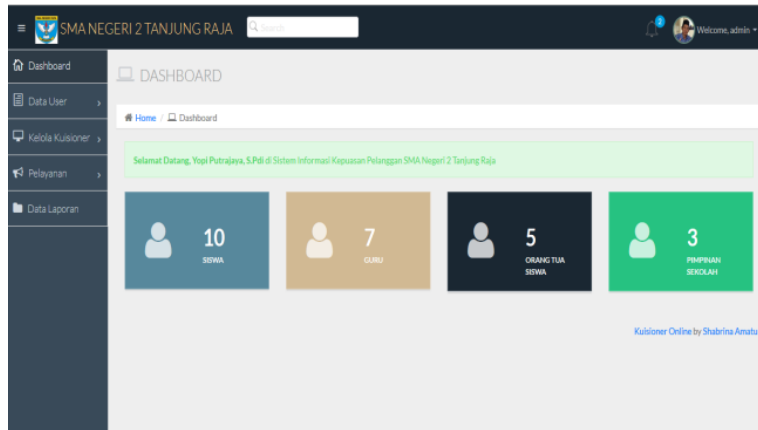 SMA NEGERI 2 TANJUNG RAJA
Search
2
Welcome, admin
Dashboard
Data User
Kelola Kuisioner
Pelayanan
Data Laporan
DASHBOARD
Home / Dashboard
Selamat Datang, Yopi Putrajaya, S.Pdi di Sistem Informasi Kepuasan Pelanggan SMA Negeri 2 Tanjung Raja
10
SISWA
7
GURU
5
ORANG TUA
SISWA
3
PIMPINAN
SEKOLAH
Kuisioner Online by Shabrina Amatu